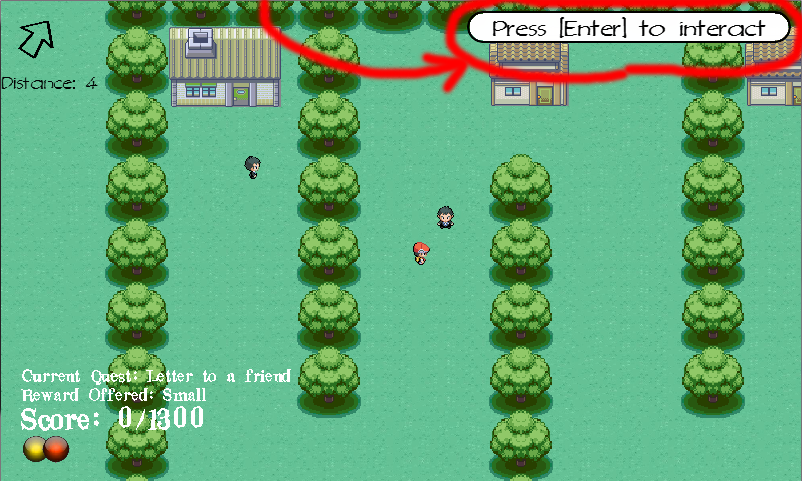 Press [Enter] to interact
Distance: 4
Current Quest: Letter to a friend
Reward Offered: Small
Score: 0/1300